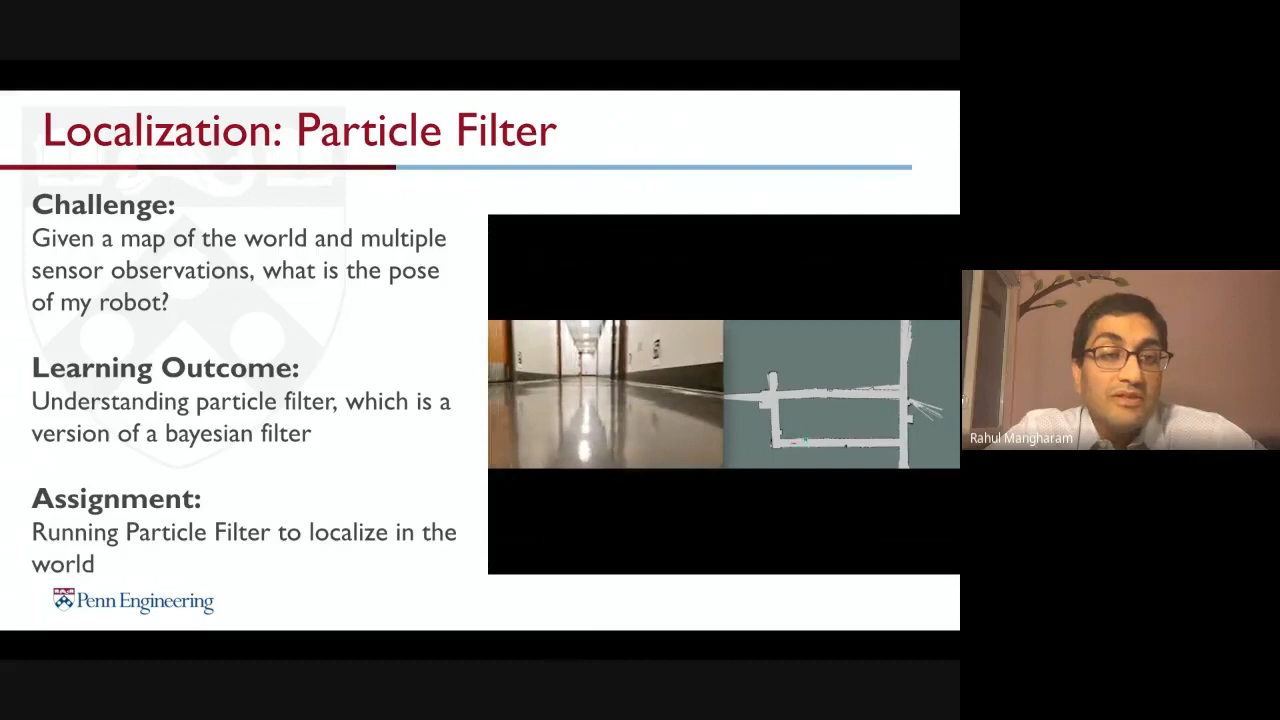 Localization: Particle Filter
Challenge:
Given a map of the world and multiple
sensor observations, what is the pose
of my robot?
Learning Outcome:
Understanding particle filter, which is a
version of a bayesian filter
Assignment:
Running Particle Filter to localize in the
world
Penn Engineering
Rahul Mangharam